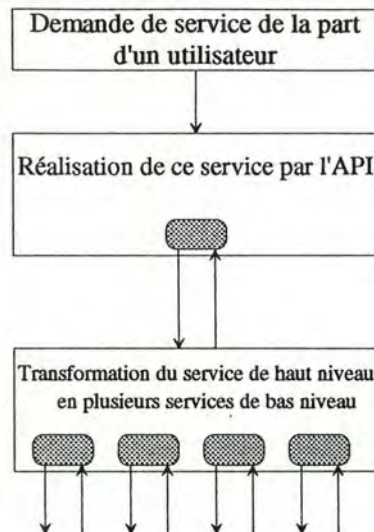 Demande de service de la part
d'un utilisateur
Réalisation de ce service par l'API
Transformation du service de haut niveau
en plusieurs services de bas niveau